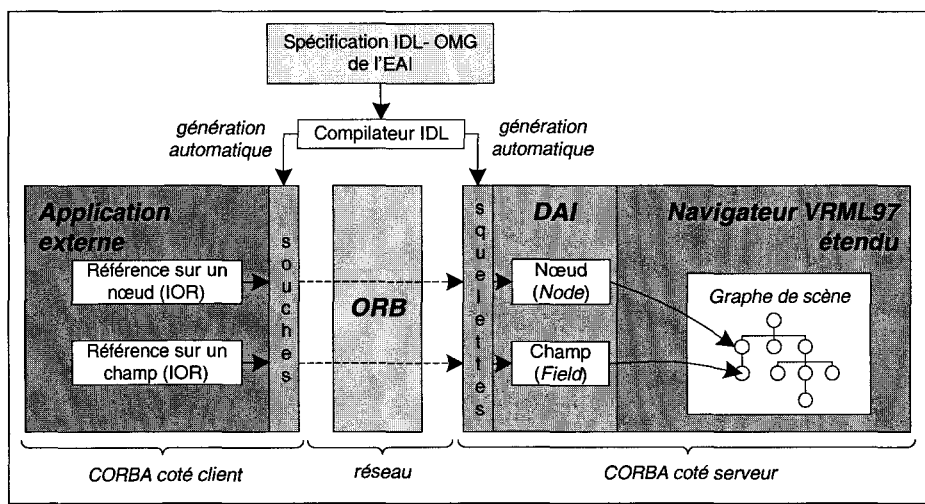 Spécification IDL- OMG
de l'EAI
génération
automatique
Compilateur IDL
génération
automatique
Application
externe
souches
squelettes
DAI
Navigateur VRML97
étendu
Référence sur un
nœud (IOR)
ORB
Nœud
(Node)
Graphe de scène
Référence sur un
champ (IOR)
Champ
(Field)
CORBA coté client
réseau
CORBA coté serveur